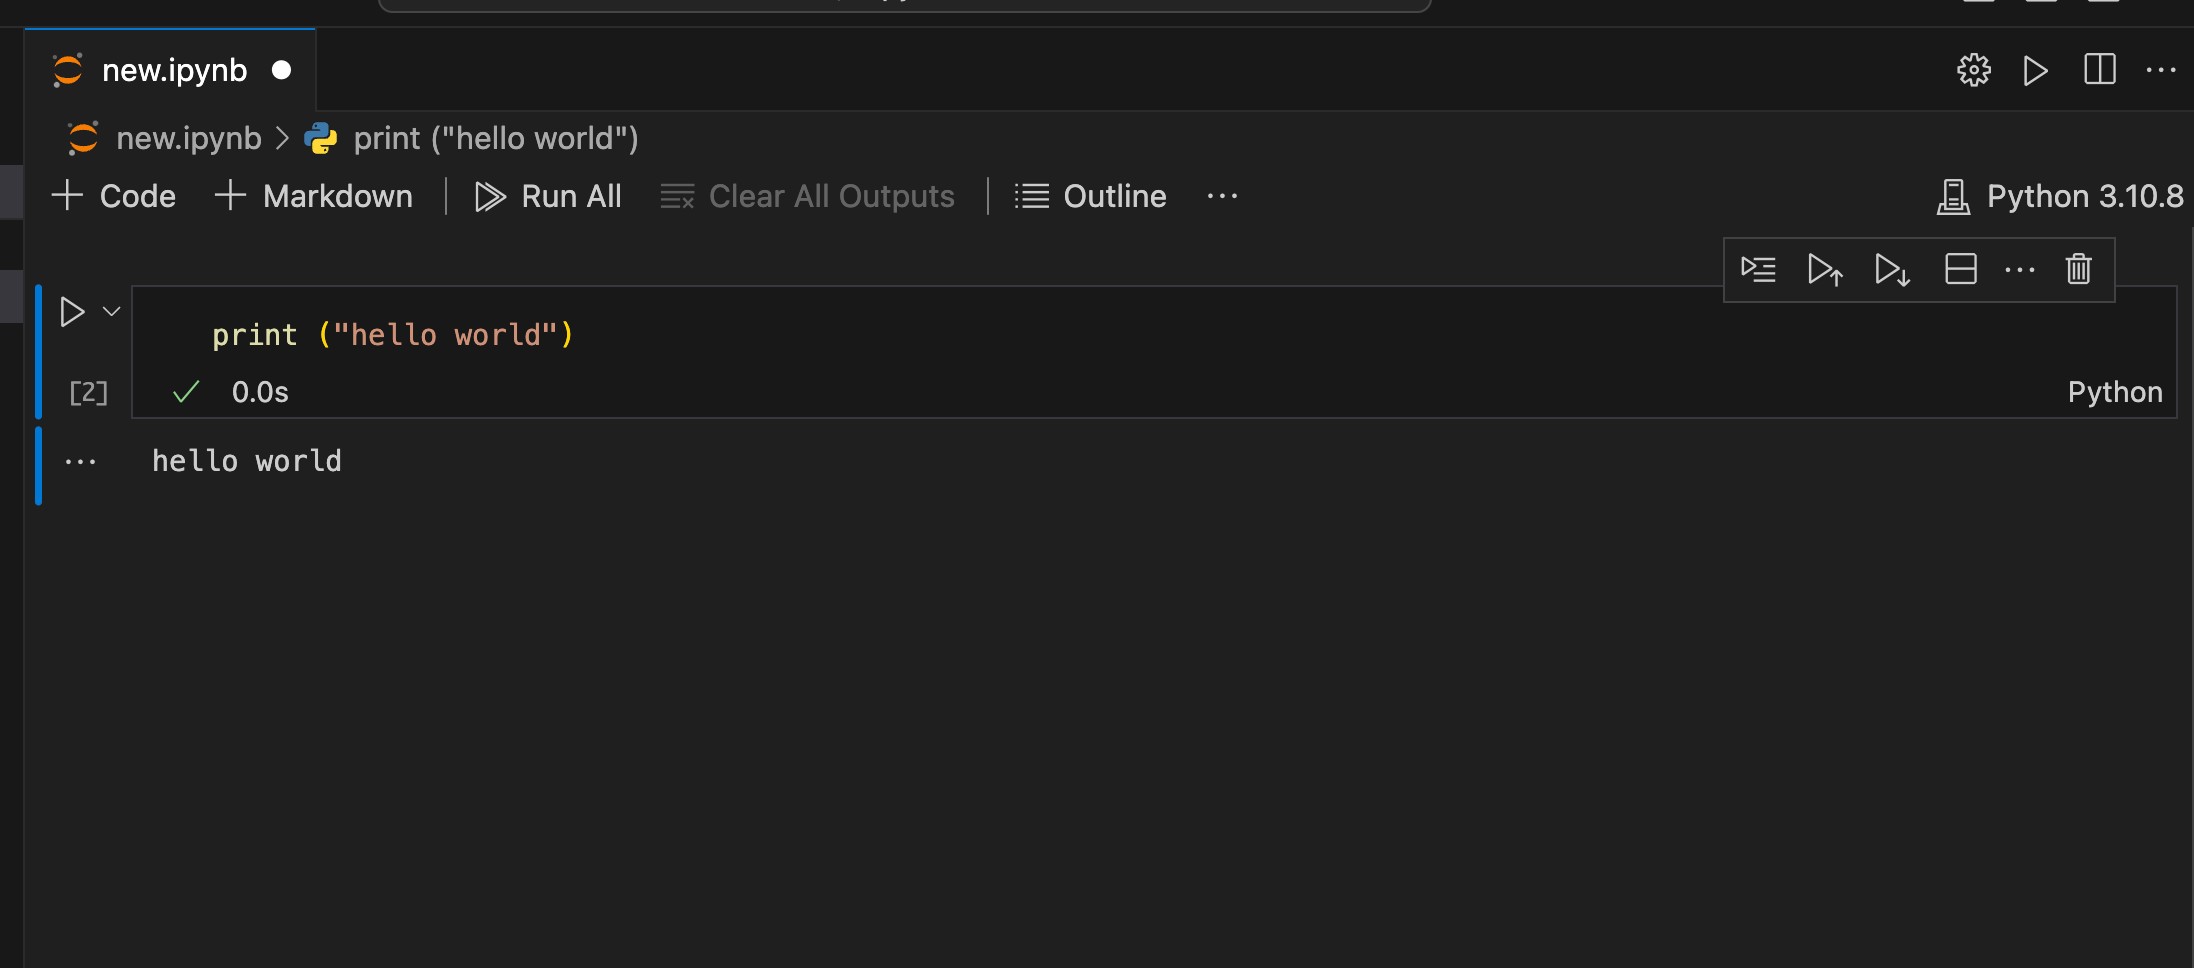 new.ipynb
new.ipynb > print ("hello world")
Code Markdown Run All Clear All Outputs Outline ... Python 3.10.8
print ("hello world")
[2] 0.0s Python
... hello world